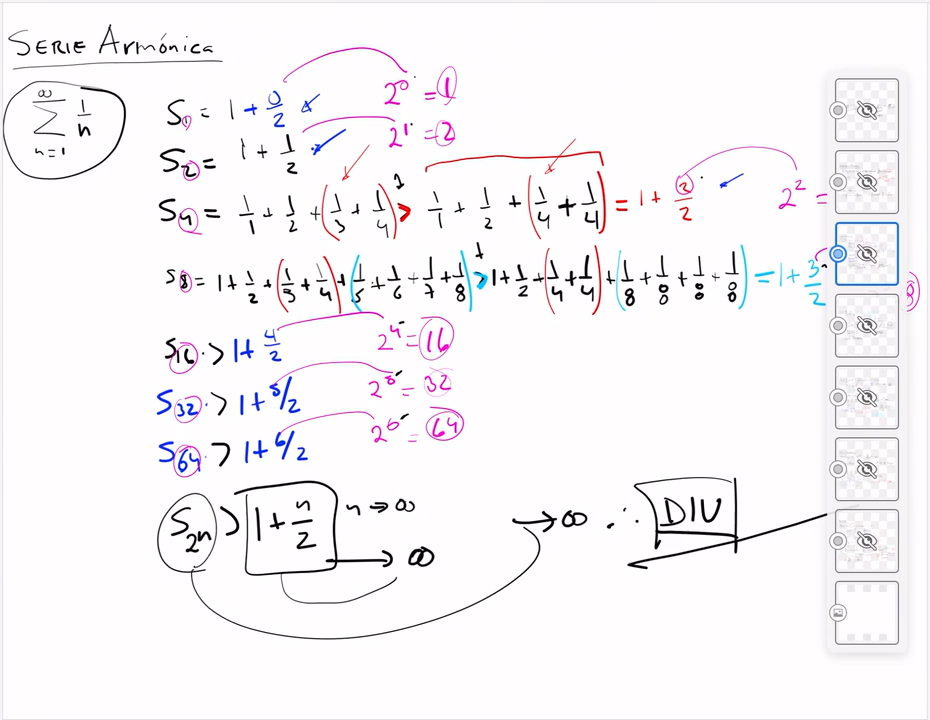 SERIE Armónica
∞ ∑ n=1 1/n
S₁ = 1 + 0/2 2⁰ = 1
S₂ = 1 + 1/2 2¹ = 2
S₄ = 1/1 + 1/2 + (1/3 + 1/4) > 1/1 + 1/2 + (1/4 + 1/4) = 1 + 2/2 2² =
S₈ = 1 + 1/2 + (1/3 + 1/4) + (1/5 + 1/6 + 1/7 + 1/8) > 1 + 1/2 + (1/4 + 1/4) + (1/8 + 1/8 + 1/8 + 1/8) = 1 + 3/2 8
S₁₆ > 1 + 4/2 2⁴ = 16
S₃₂ > 1 + 5/2 2⁵ = 32
S₆₄ > 1 + 6/2 2⁶ = 64
S₂ⁿ > 1 + n/2 n → ∞ → ∞ ∴ DIV
→ ∞